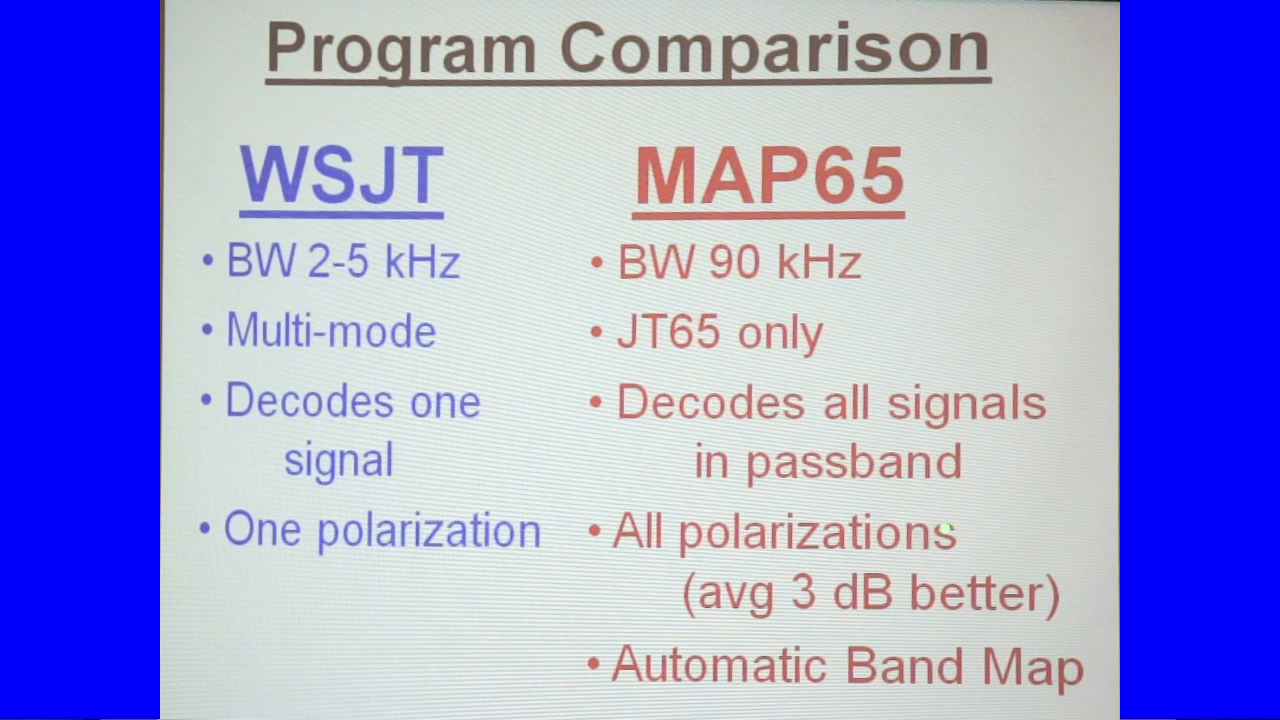 Program Comparison
WSJT
• BW 2-5 kHz
• Multi-mode
• Decodes one
signal
• One polarization
MAP65
• BW 90 kHz
• JT65 only
• Decodes all signals
in passband
• All polarizations
(avg 3 dB better)
• Automatic Band Map